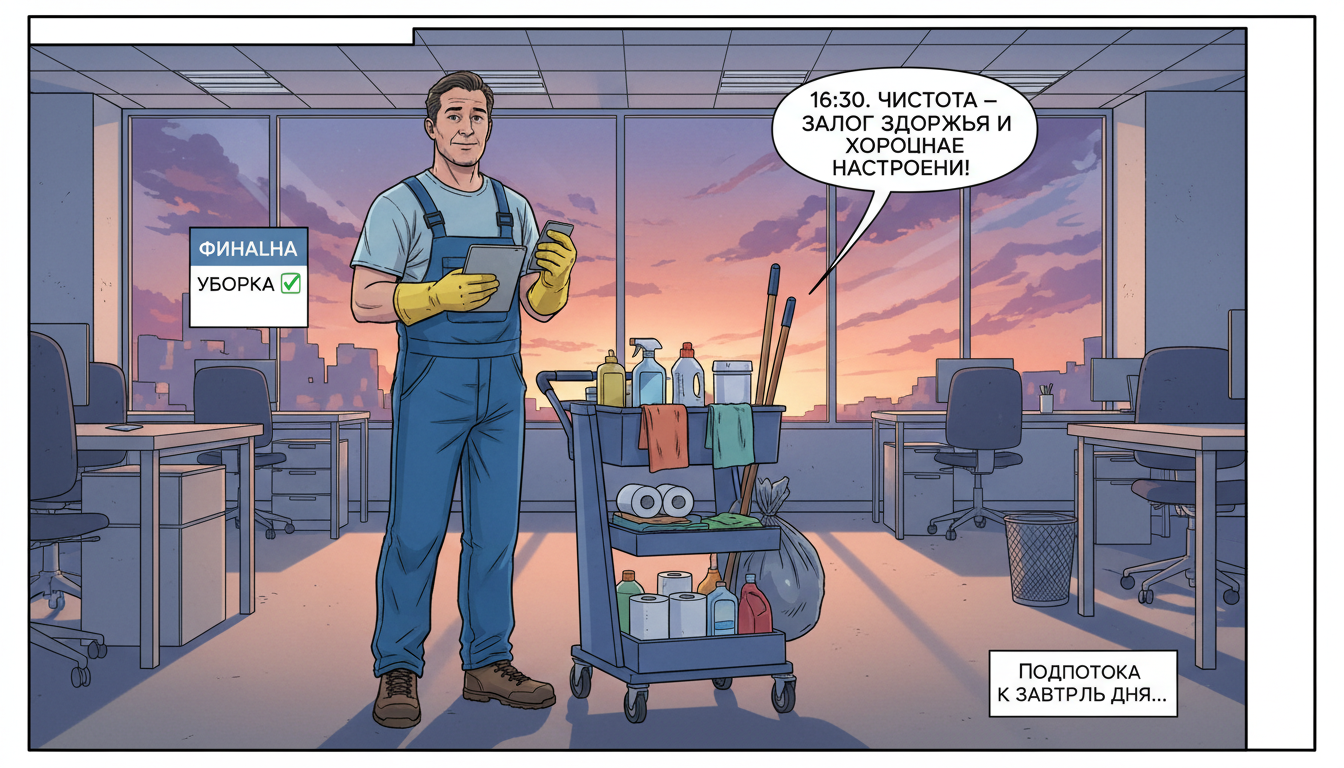 16:30. ЧИСТОТА –
ЗАЛОГ ЗДОРЖЬЯ И
ХОРОЦНАЕ
НАСТРОЕНИ!
ФИНАLНА
УБОРКА ✅
ПОДПОТОКА
К ЗАВТРЛЬ ДНЯ...